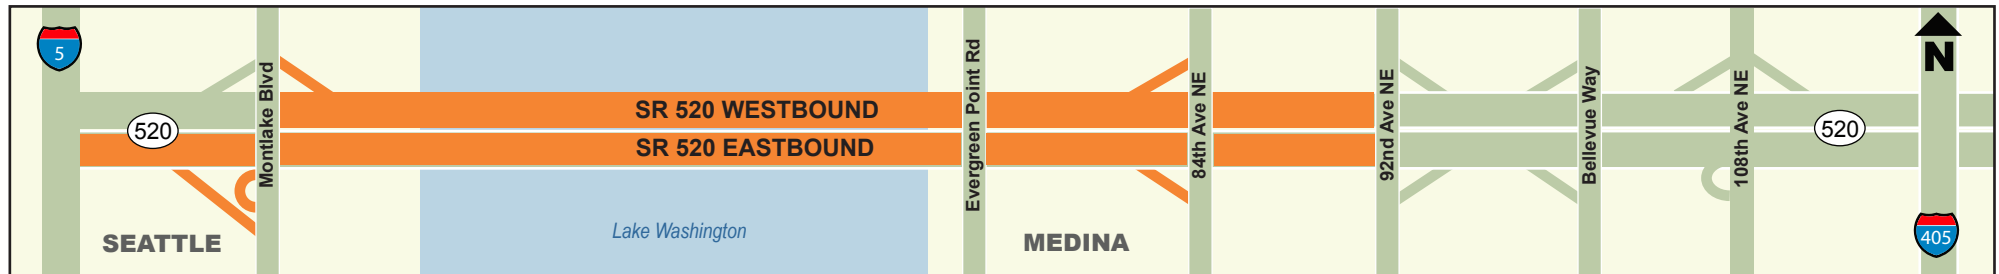 5
520
Montlake Blvd
SR 520 WESTBOUND
SR 520 EASTBOUND
Evergreen Point Rd
84th Ave NE
92nd Ave NE
Bellevue Way
108th Ave NE
520
N
405
SEATTLE
Lake Washington
MEDINA